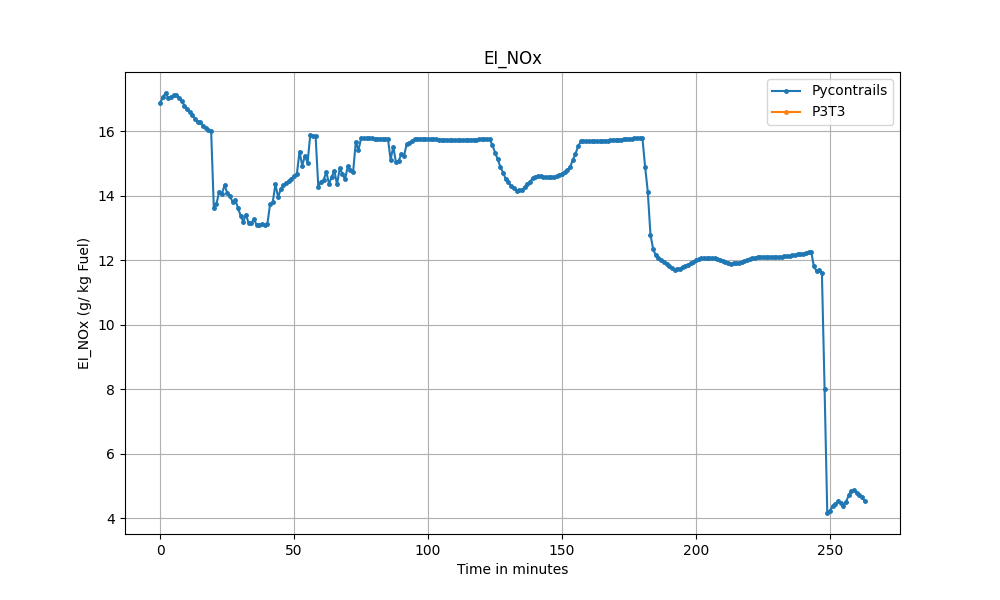 EI_NOx
Pycontrails
P3T3
EI_NOx (g/ kg Fuel)
16
14
12
10
8
6
4
0
50
100
150
200
250
Time in minutes